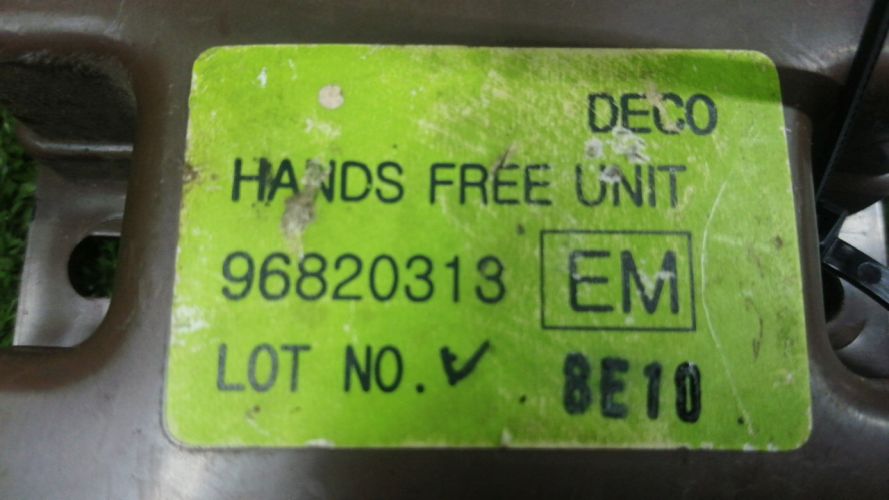 DECO
HANDS FREE UNIT
96820313 EM
LOT NO. ✓ 8E10